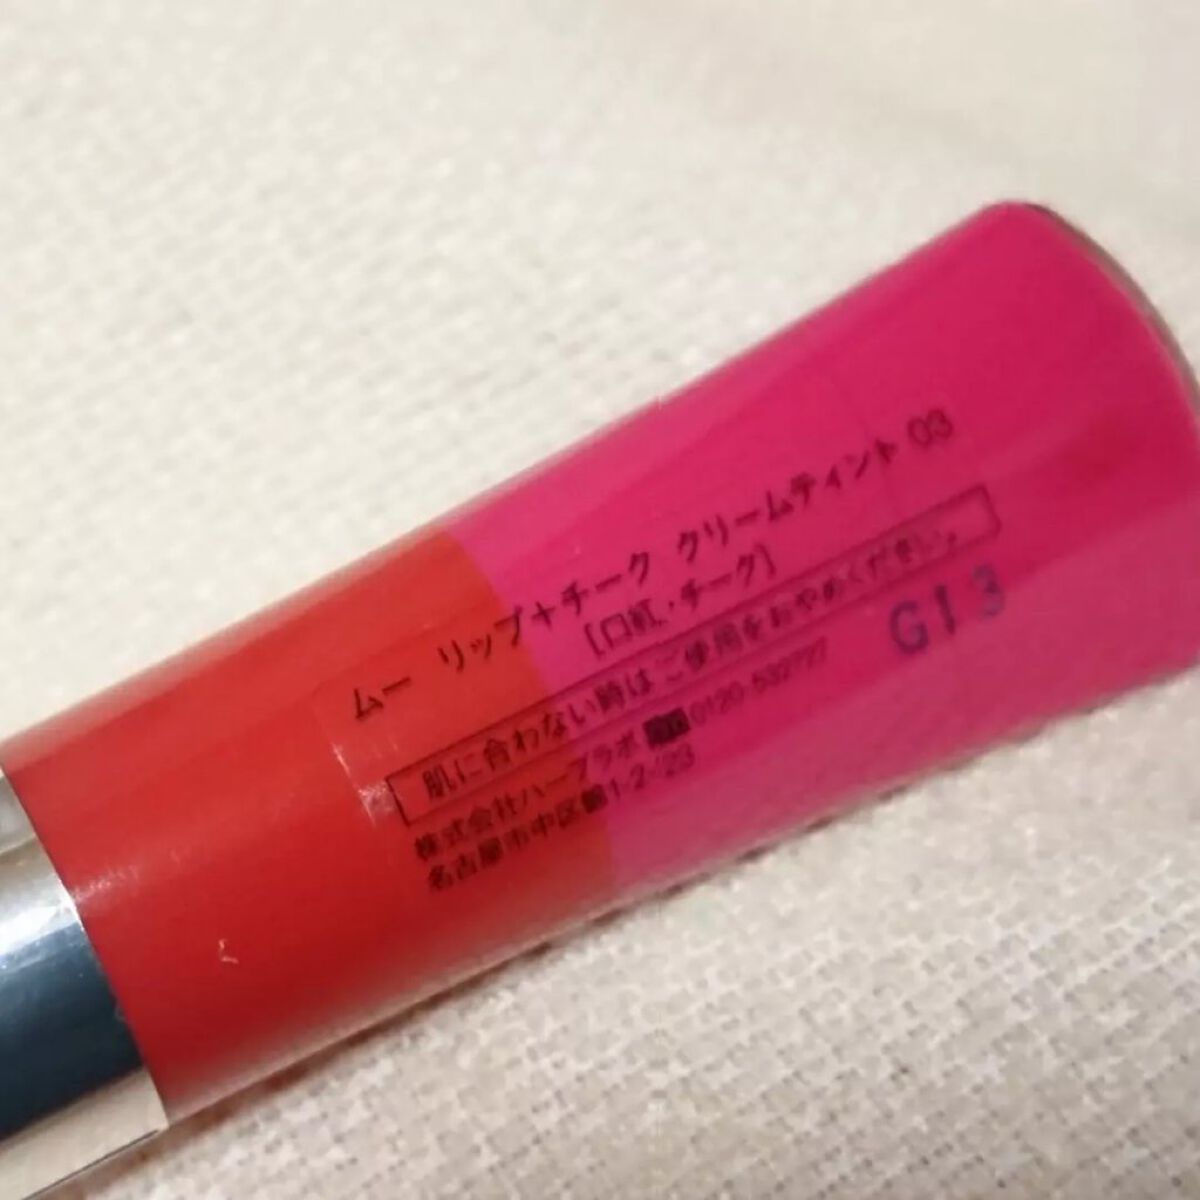 ムー リップ+チーク クリームティント 03
[口紅・チーク]
肌に合わない時はご使用をおやめください。
株式会社ハーブラボ 0120-532727
名古屋市中区錦1-2-23
G13